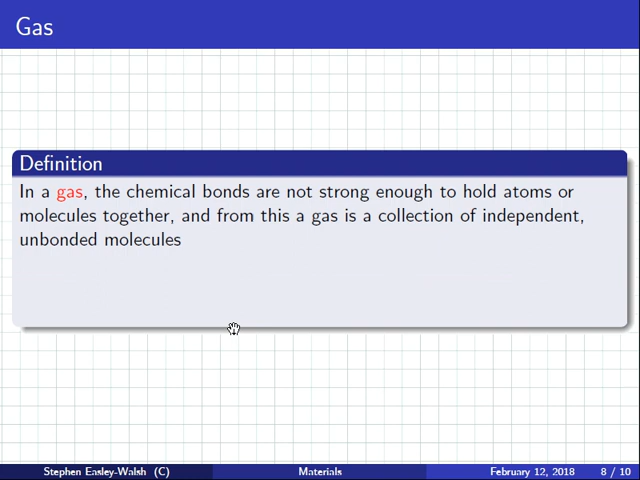 Gas
Definition
In a gas, the chemical bonds are not strong enough to hold atoms or
molecules together, and from this a gas is a collection of independent,
unbonded molecules
Stephen Easley-Walsh (C) Materials February 12, 2018 8 / 10